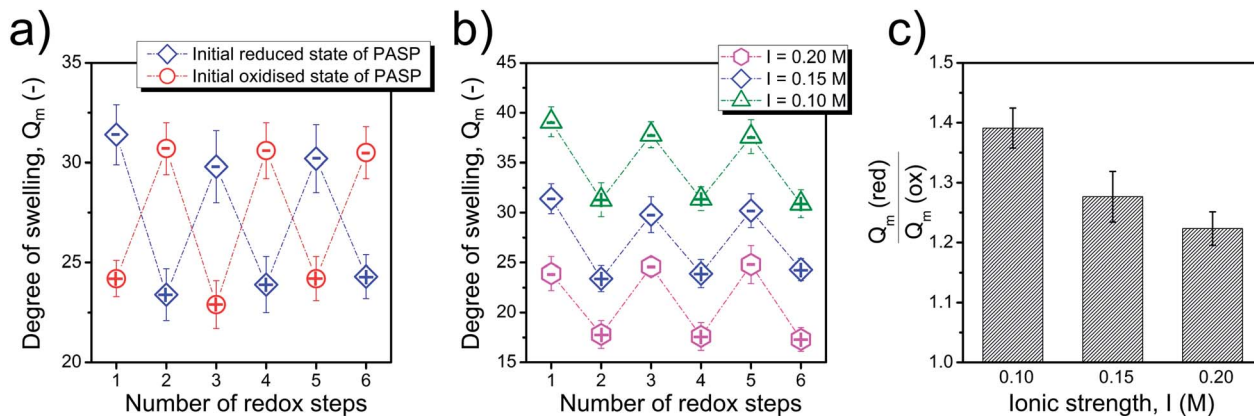 a)
Initial reduced state of PASP
Initial oxidised state of PASP
35
30
25
20
Degree of swelling, Qm (-)
1 2 3 4 5 6
Number of redox steps
b)
I = 0.20 M
I = 0.15 M
I = 0.10 M
45
40
35
30
25
20
15
Degree of swelling, Qm (-)
1 2 3 4 5 6
Number of redox steps
c)
1.5
1.4
1.3
1.2
1.1
1.0
Qm (red)
Qm (ox)
0.10 0.15 0.20
Ionic strength, I (M)